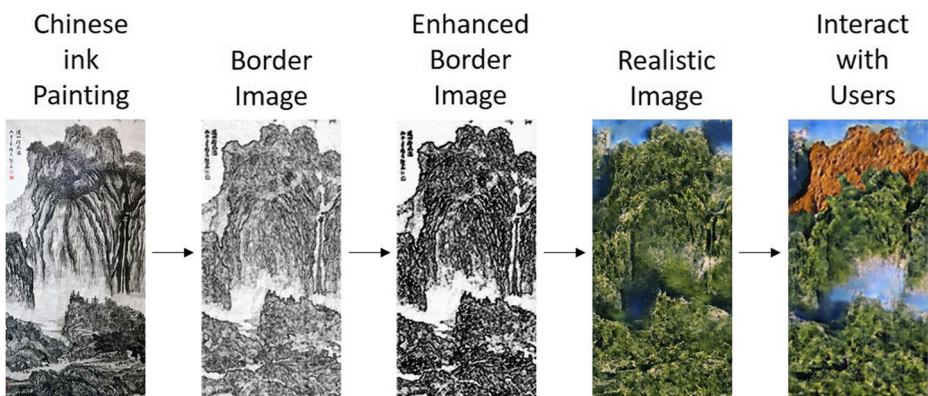 Chinese
ink
Painting
Border
Image
Enhanced
Border
Image
Realistic
Image
Interact
with
Users